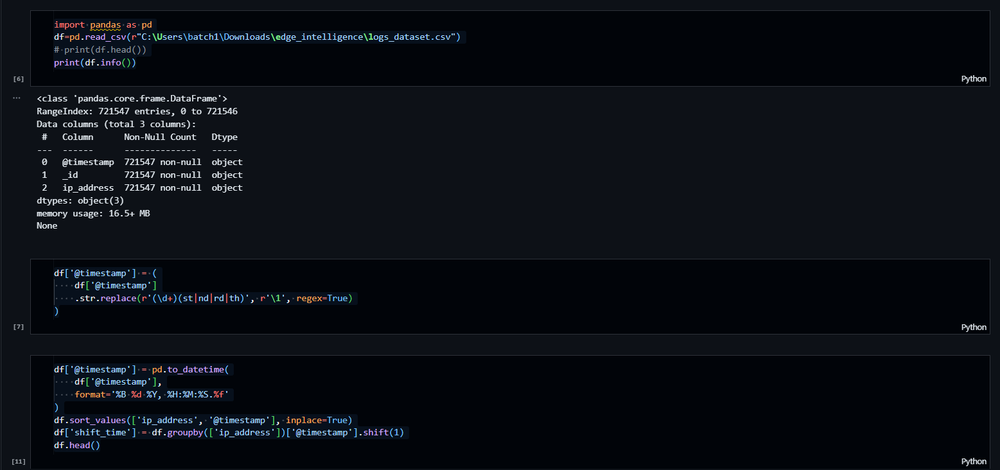 import pandas as pd
df=pd.read_csv(r"C:\Users\batch1\Downloads\edge_intelligence\logs_dataset.csv")
# print(df.head())
print(df.info())
[6]
Python
...
<class 'pandas.core.frame.DataFrame'>
RangeIndex: 721547 entries, 0 to 721546
Data columns (total 3 columns):
 #   Column      Non-Null Count   Dtype
---  ------      --------------   -----
 0   @timestamp  721547 non-null  object
 1   _id         721547 non-null  object
 2   ip_address  721547 non-null  object
dtypes: object(3)
memory usage: 16.5+ MB
None
df['@timestamp'] = (
    df['@timestamp']
    .str.replace(r'(\d+)(st|nd|rd|th)', r'\1', regex=True)
)
[7]
Python
df['@timestamp'] = pd.to_datetime(
    df['@timestamp'],
    format='%B %d %Y, %H:%M:%S.%f'
)
df.sort_values(['ip_address', '@timestamp'], inplace=True)
df['shift_time'] = df.groupby(['ip_address'])['@timestamp'].shift(1)
df.head()
[11]
Python